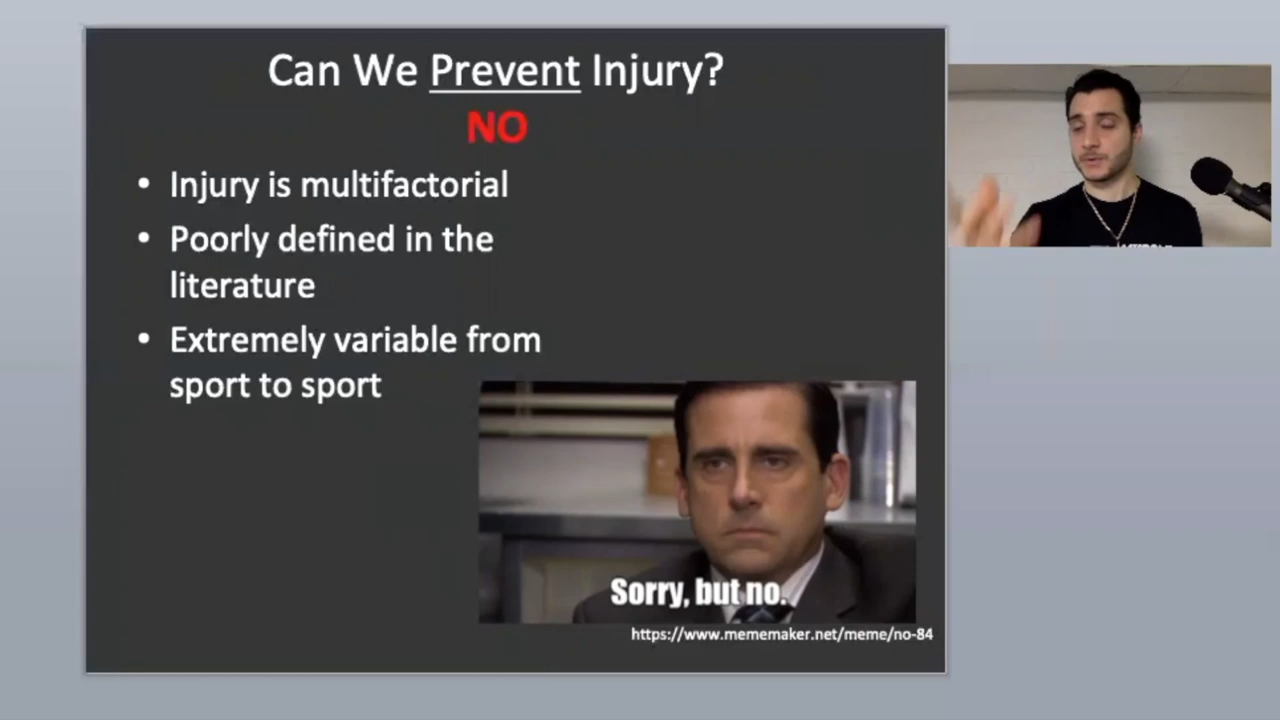 Can We Prevent Injury?
NO
• Injury is multifactorial
• Poorly defined in the
literature
• Extremely variable from
sport to sport
Sorry, but no.
https://www.mememaker.net/meme/no-84